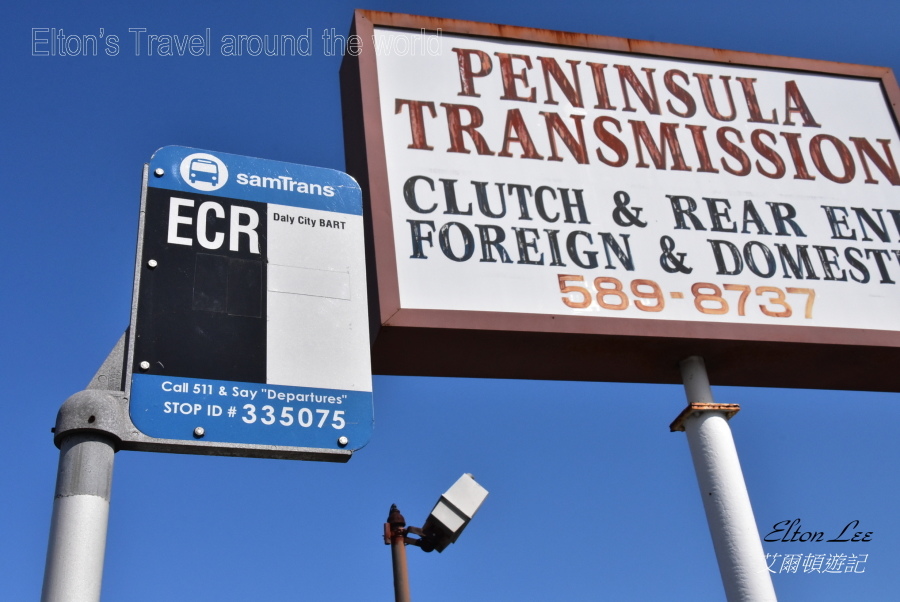 Elton's Travel around the world
PENINSULA
TRANSMISSION
CLUTCH & REAR EN
FOREIGN & DOMEST
589-8737
samTrans
ECR
Daly City BART
Call 511 & Say "Departures"
STOP ID # 335075
Elton Lee
艾爾頓遊記